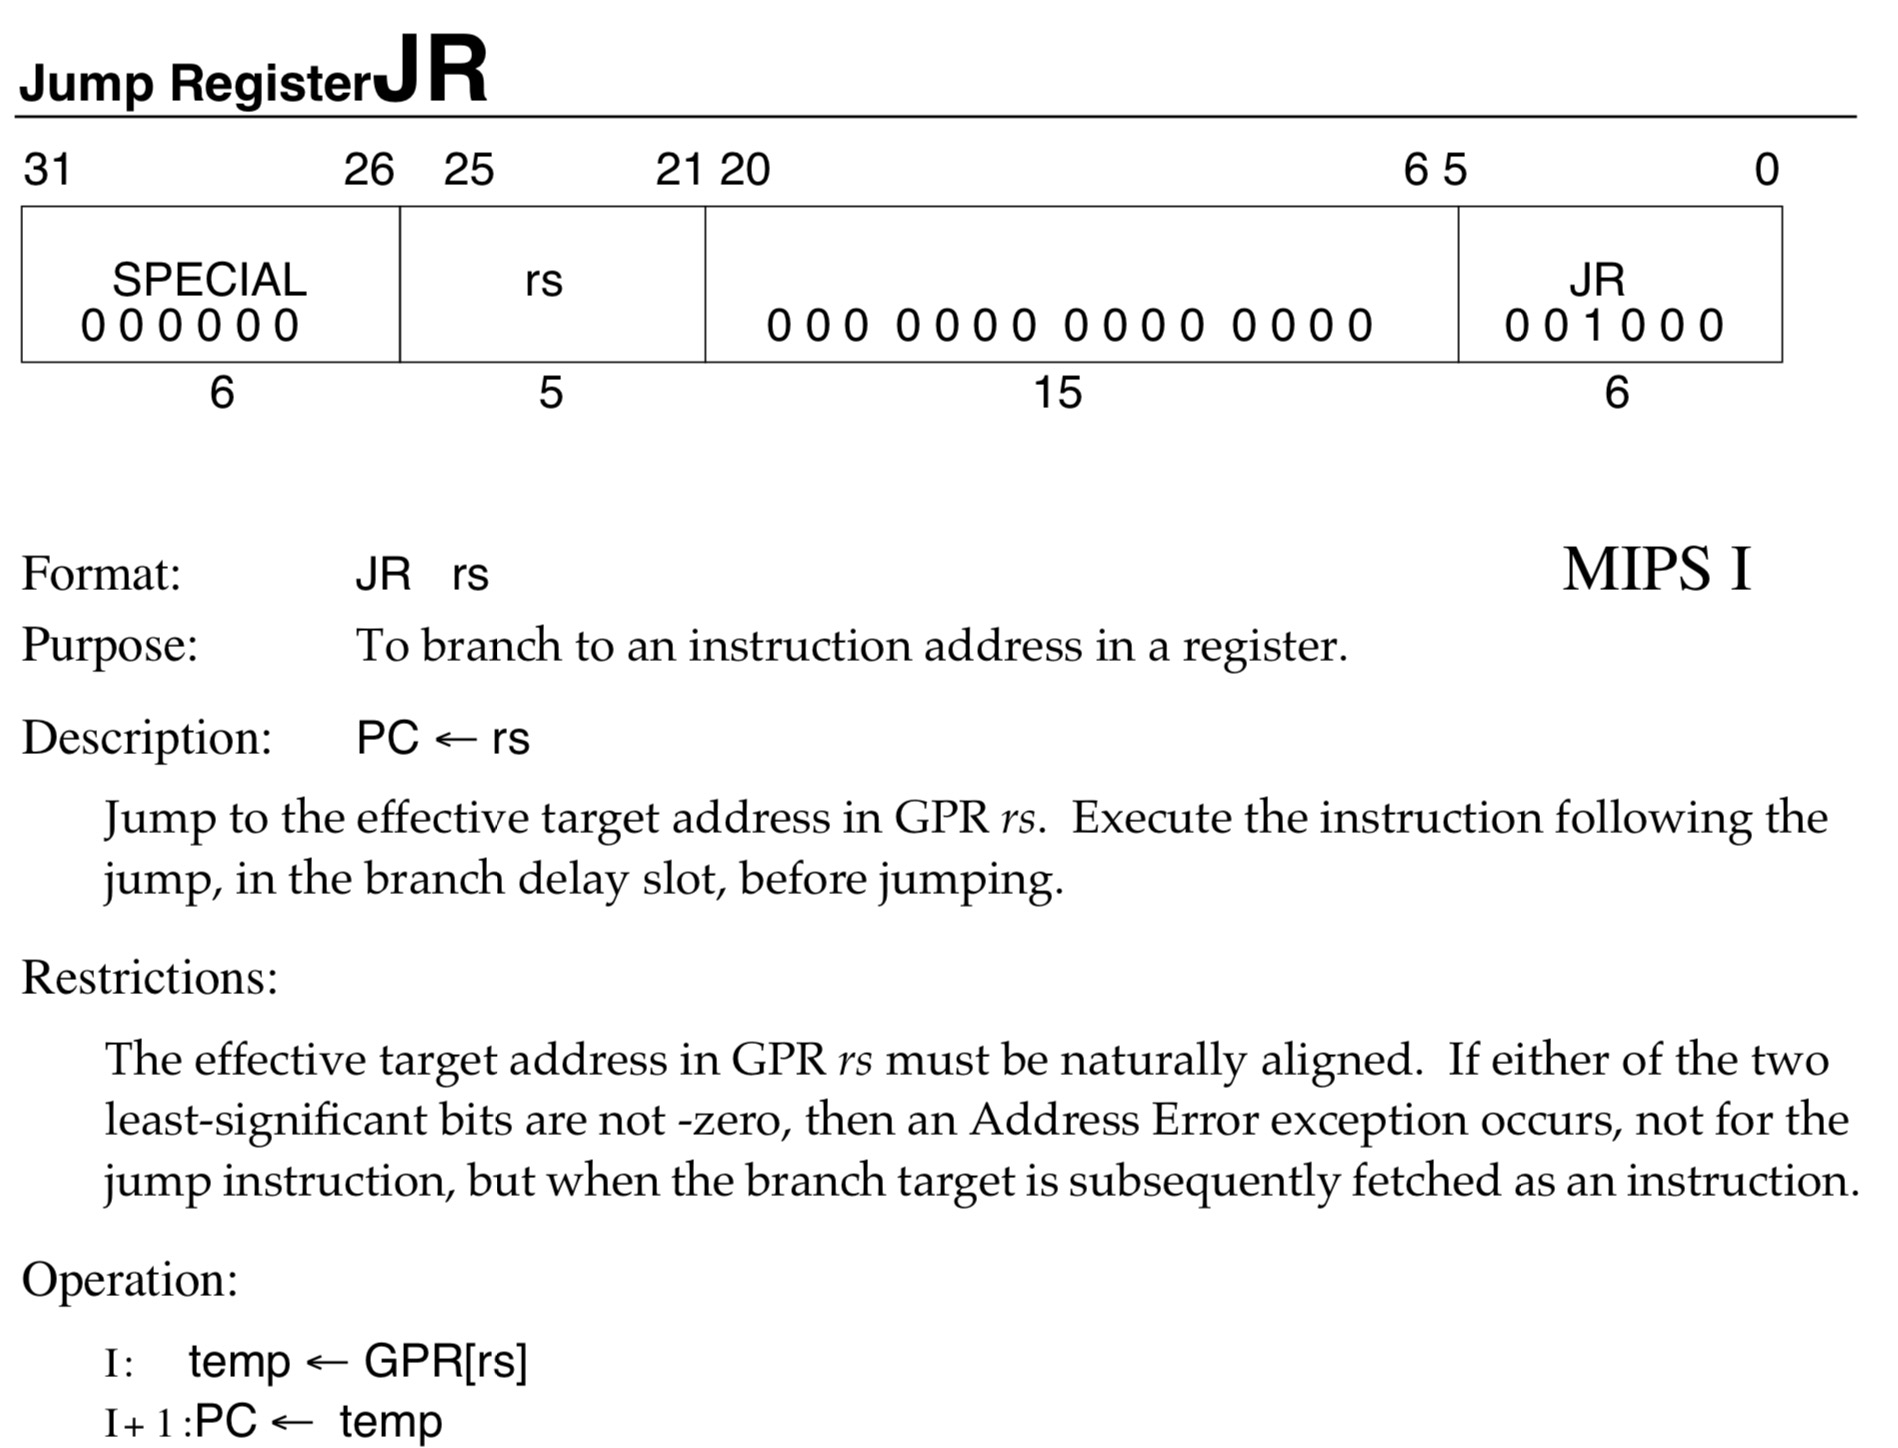 Jump RegisterJR
31 26 25 21 20 6 5 0
SPECIAL rs JR
0 0 0 0 0 0 0 0 0 0 0 0 0 0 0 0 0 0 0 0 0 0 0 1 0 0 0
6 5 15 6
Format: JR rs MIPS I
Purpose: To branch to an instruction address in a register.
Description: PC ← rs
Jump to the effective target address in GPR rs. Execute the instruction following the
jump, in the branch delay slot, before jumping.
Restrictions:
The effective target address in GPR rs must be naturally aligned. If either of the two
least-significant bits are not -zero, then an Address Error exception occurs, not for the
jump instruction, but when the branch target is subsequently fetched as an instruction.
Operation:
I: temp ← GPR[rs]
I+ 1 :PC ← temp